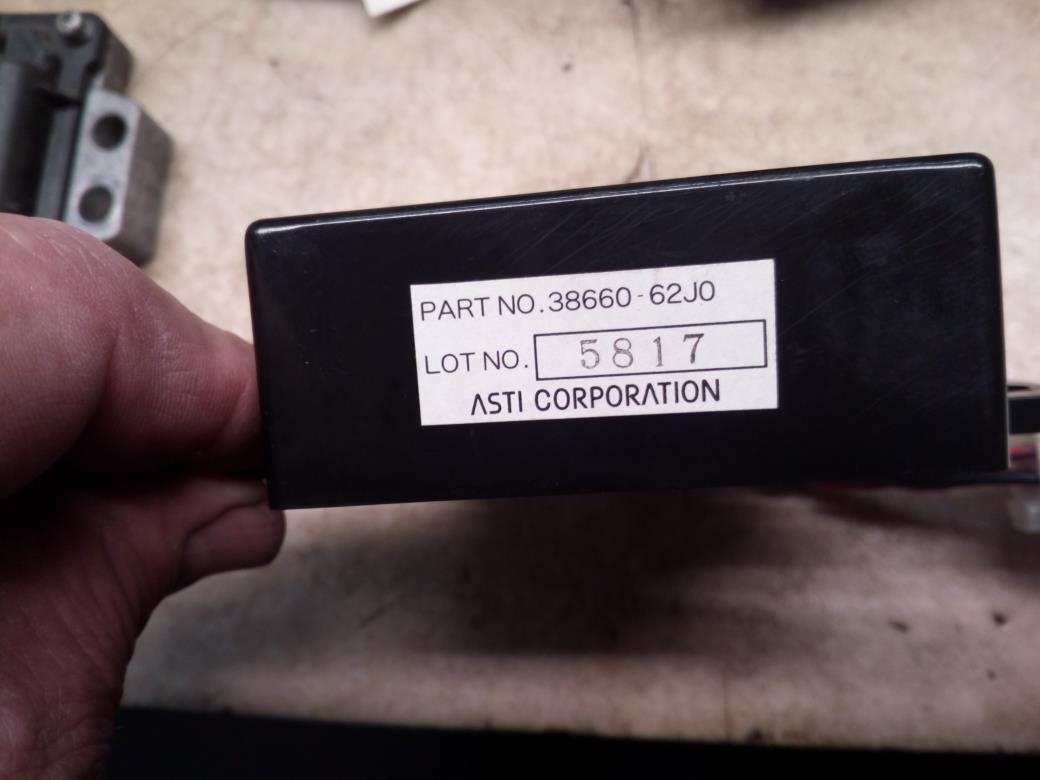 PART NO.38660-62J0
LOT NO. 5817
ASTI CORPORATION